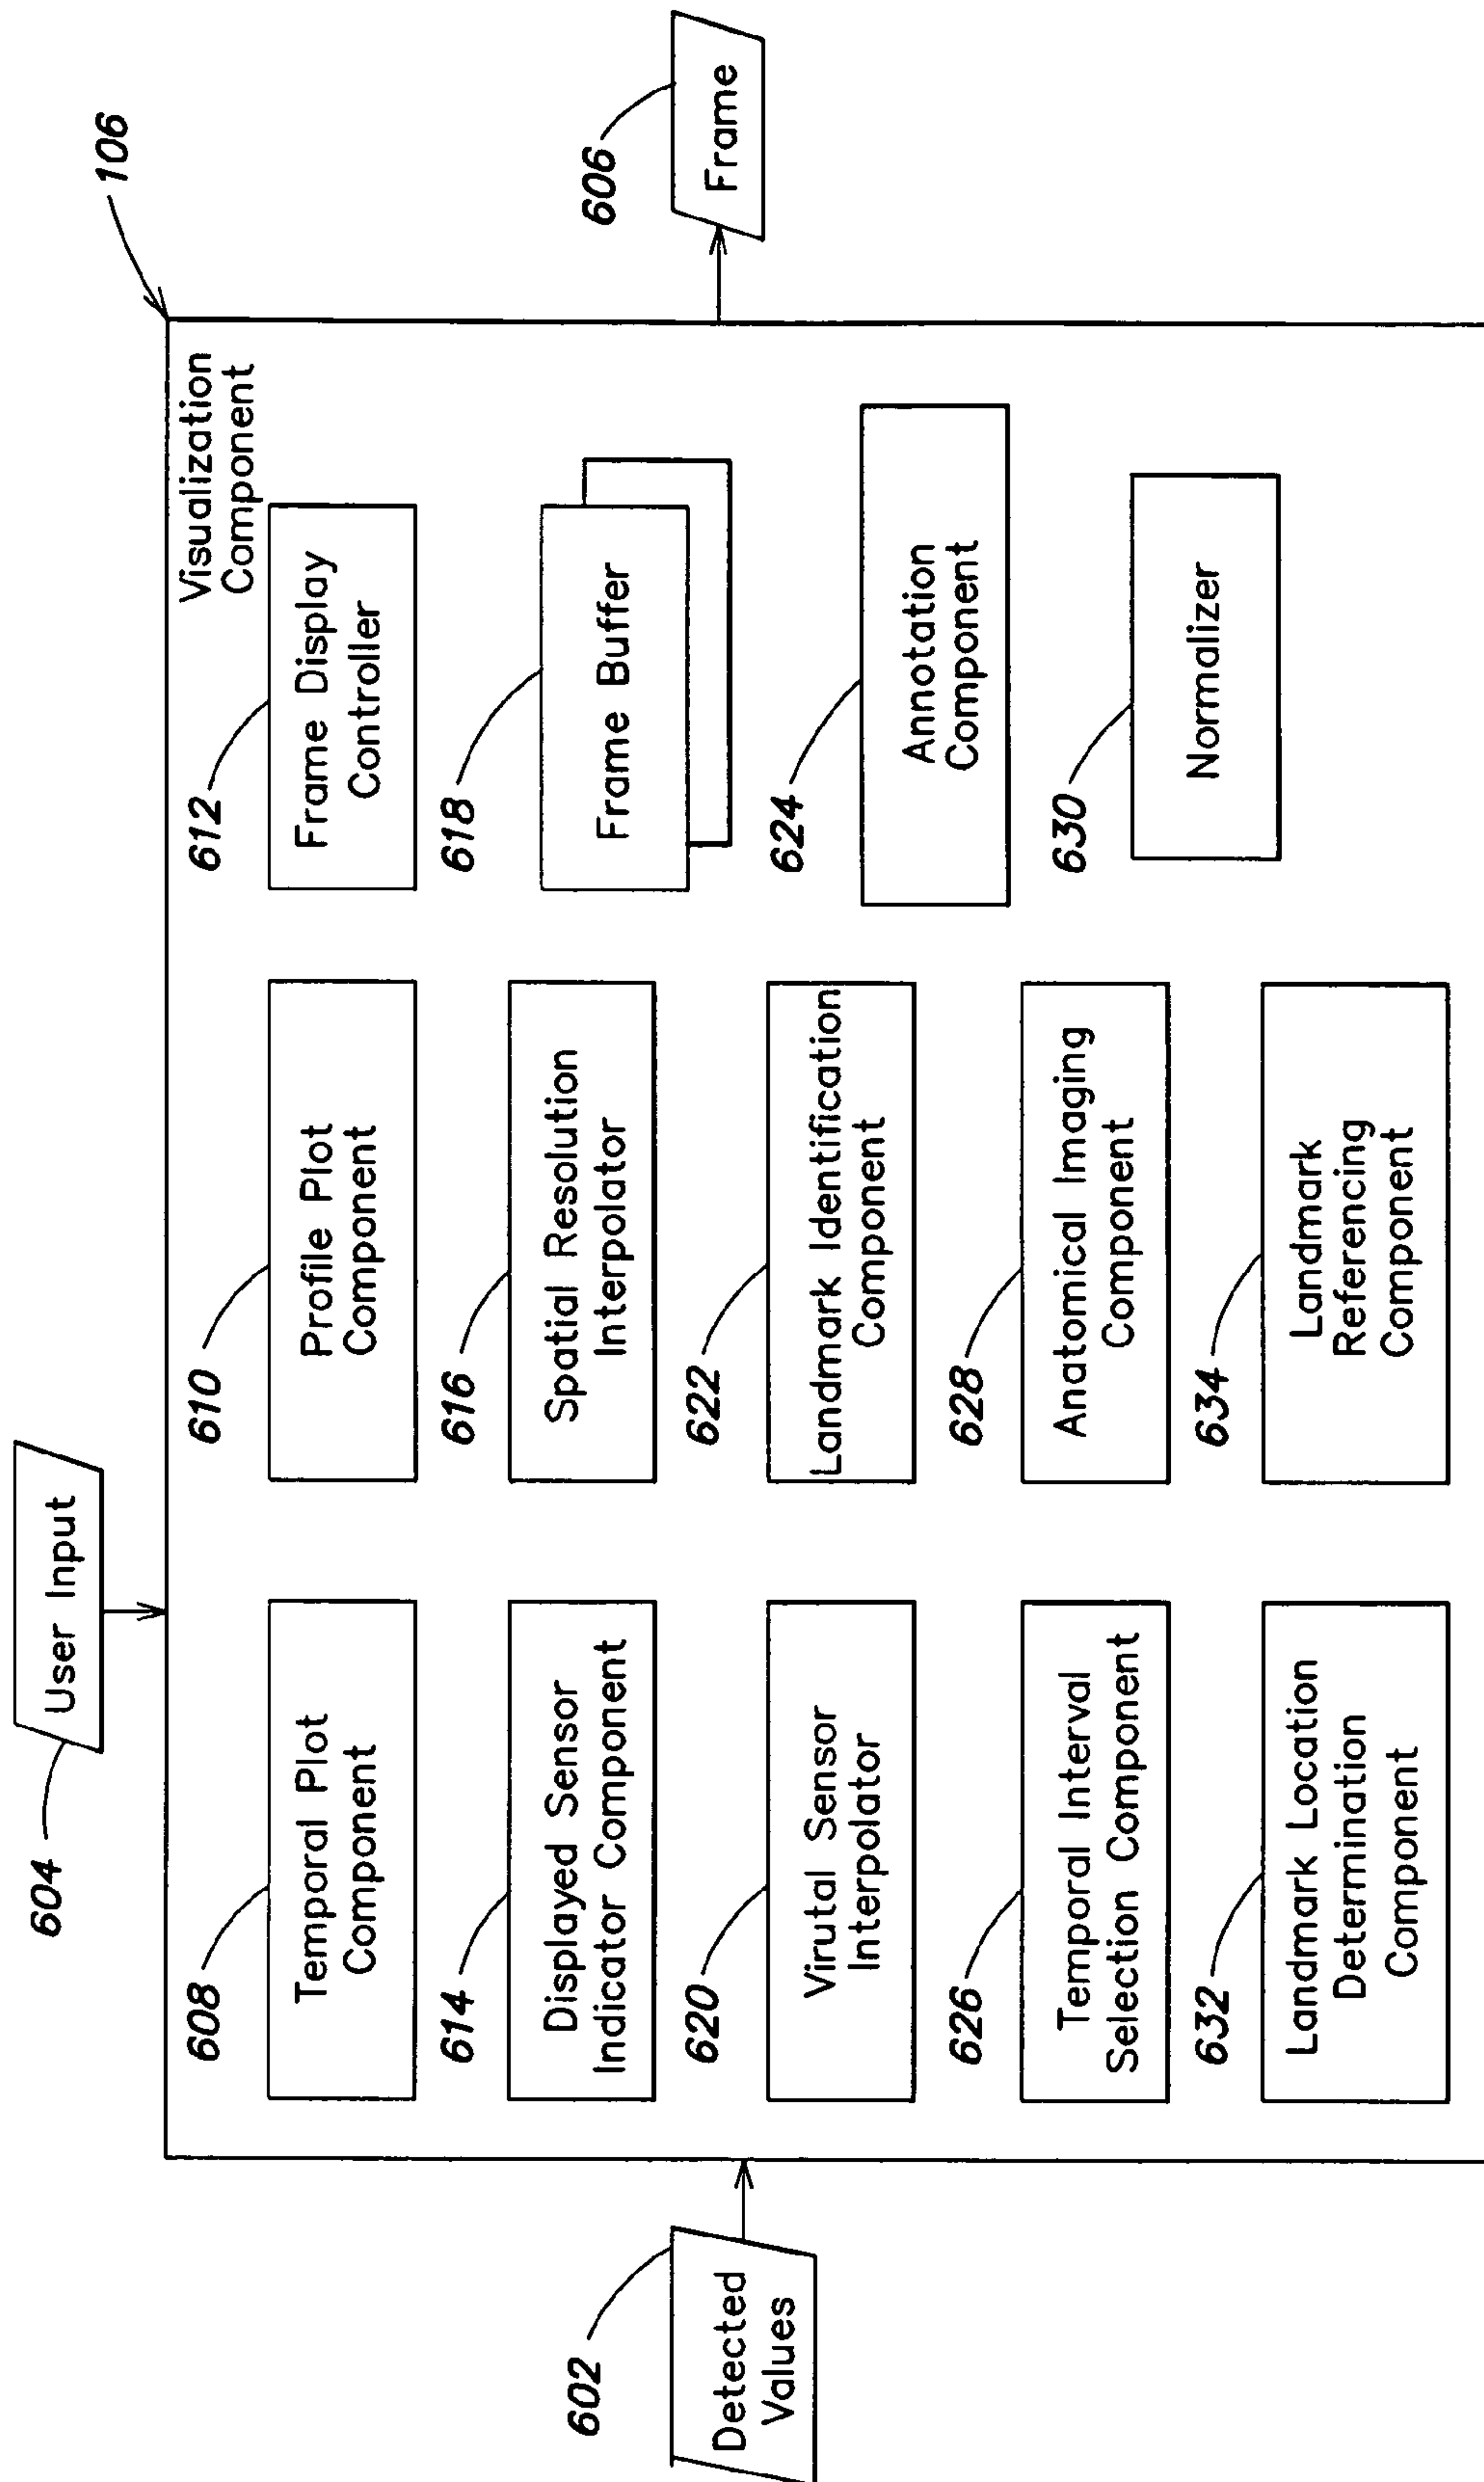 604
User Input
106
Visualization
Component
608
Temporal Plot
Component
610
Profile Plot
Component
612
Frame Display
Controller
614
Displayed Sensor
Indicator Component
616
Spatial Resolution
Interpolator
618
Frame Buffer
620
Virutal Sensor
Interpolator
622
Landmark Identification
Component
624
Annotation
Component
626
Temporal Interval
Selection Component
628
Anatomical Imaging
Component
630
Normalizer
632
Landmark Location
Determination
Component
634
Landmark
Referencing
Component
602
Detected
Values
606
Frame